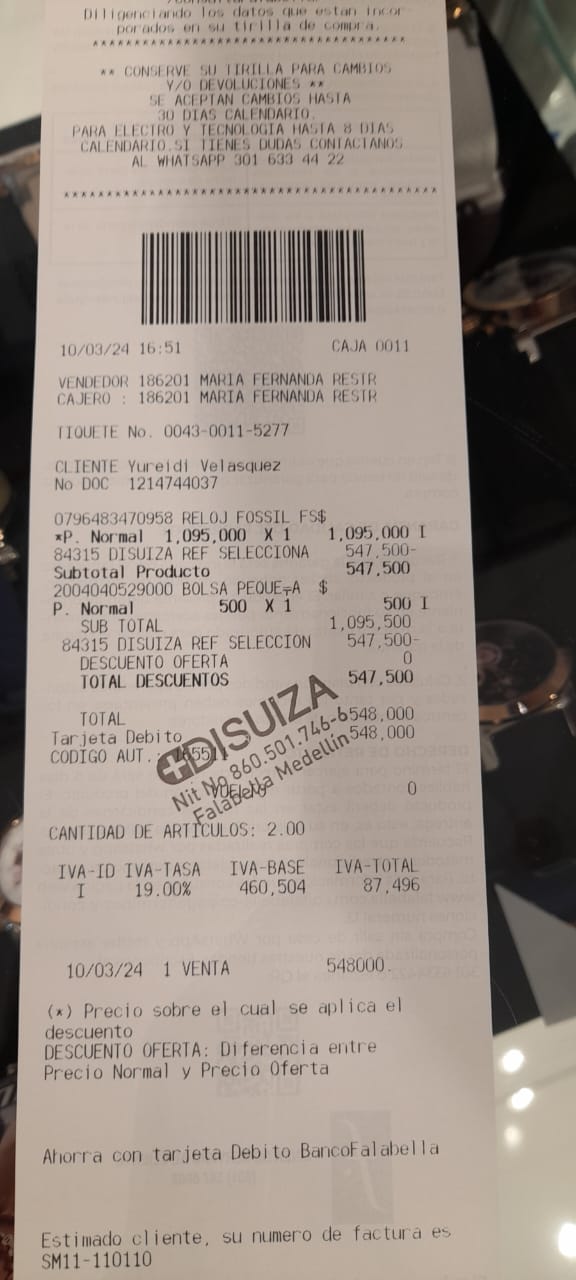 Diligenciando los datos que estan incor
porados en su tirilla de compra.
****************************************
** CONSERVE SU TIRILLA PARA CAMBIOS
Y/O DEVOLUCIONES **
SE ACEPTAN CAMBIOS HASTA
30 DIAS CALENDARIO.
PARA ELECTRO Y TECNOLOGIA HASTA 8 DIAS
CALENDARIO.SI TIENES DUDAS CONTACTANOS
AL WHATSAPP 301 633 44 22
****************************************
10/03/24 16:51 CAJA 0011
VENDEDOR 186201 MARIA FERNANDA RESTR
CAJERO : 186201 MARIA FERNANDA RESTR
TIQUETE No. 0043-0011-5277
CLIENTE Yureidi Velasquez
No DOC 1214744037
0796483470958 RELOJ FOSSIL FS$
*P. Normal 1,095,000 X 1 1,095,000 I
84315 DISUIZA REF SELECCIONA 547,500-
Subtotal Producto 547,500
2004040529000 BOLSA PEQUE╤A $
P. Normal 500 X 1 500 I
SUB TOTAL 1,095,500
84315 DISUIZA REF SELECCION 547,500-
DESCUENTO OFERTA 0
TOTAL DESCUENTOS 547,500
TOTAL 548,000
Tarjeta Debito 548,000
CODIGO AUT.:
DISUIZA
Nit No 860.501.746-6
Falabella Medellin
0
CANTIDAD DE ARTICULOS: 2.00
IVA-ID IVA-TASA IVA-BASE IVA-TOTAL
I 19.00% 460,504 87,496
10/03/24 1 VENTA 548000.
(*) Precio sobre el cual se aplica el
descuento
DESCUENTO OFERTA: Diferencia entre
Precio Normal y Precio Oferta
Ahorra con tarjeta Debito BancoFalabella
Estimado cliente, su numero de factura es
SM11-110110